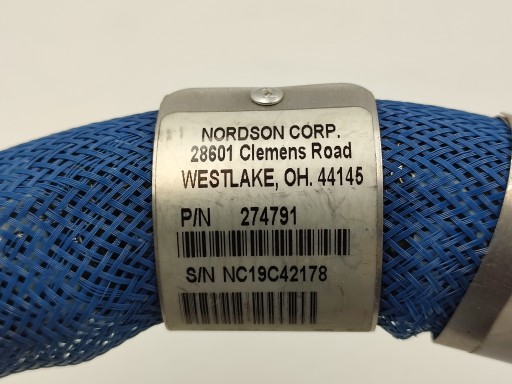 NORDSON CORP.
28601 Clemens Road
WESTLAKE, OH. 44145
P/N 274791
S/N NC19C42178